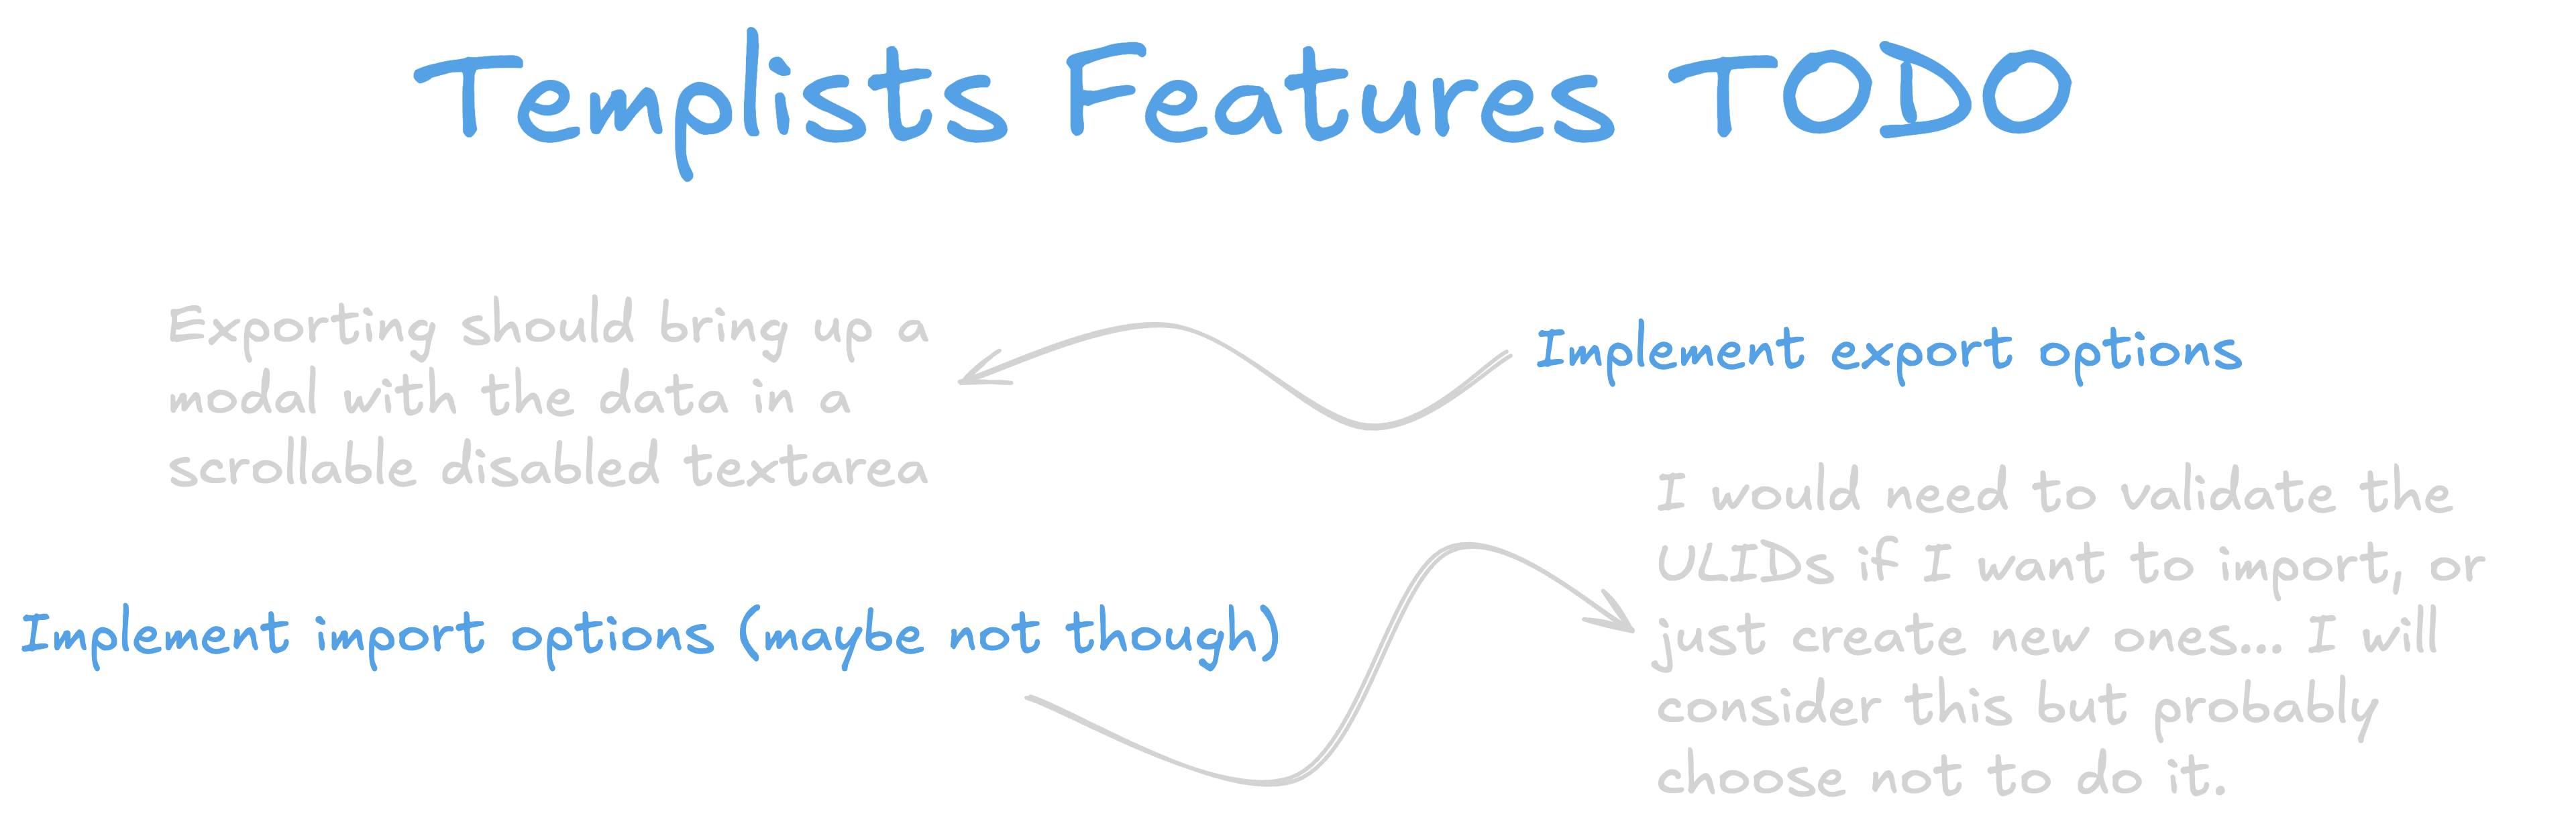 Templists Features TODO
Implement export options
Exporting should bring up a
modal with the data in a
scrollable disabled textarea
Implement import options (maybe not though)
I would need to validate the
ULIDs if I want to import, or
just create new ones... I will
consider this but probably
choose not to do it.